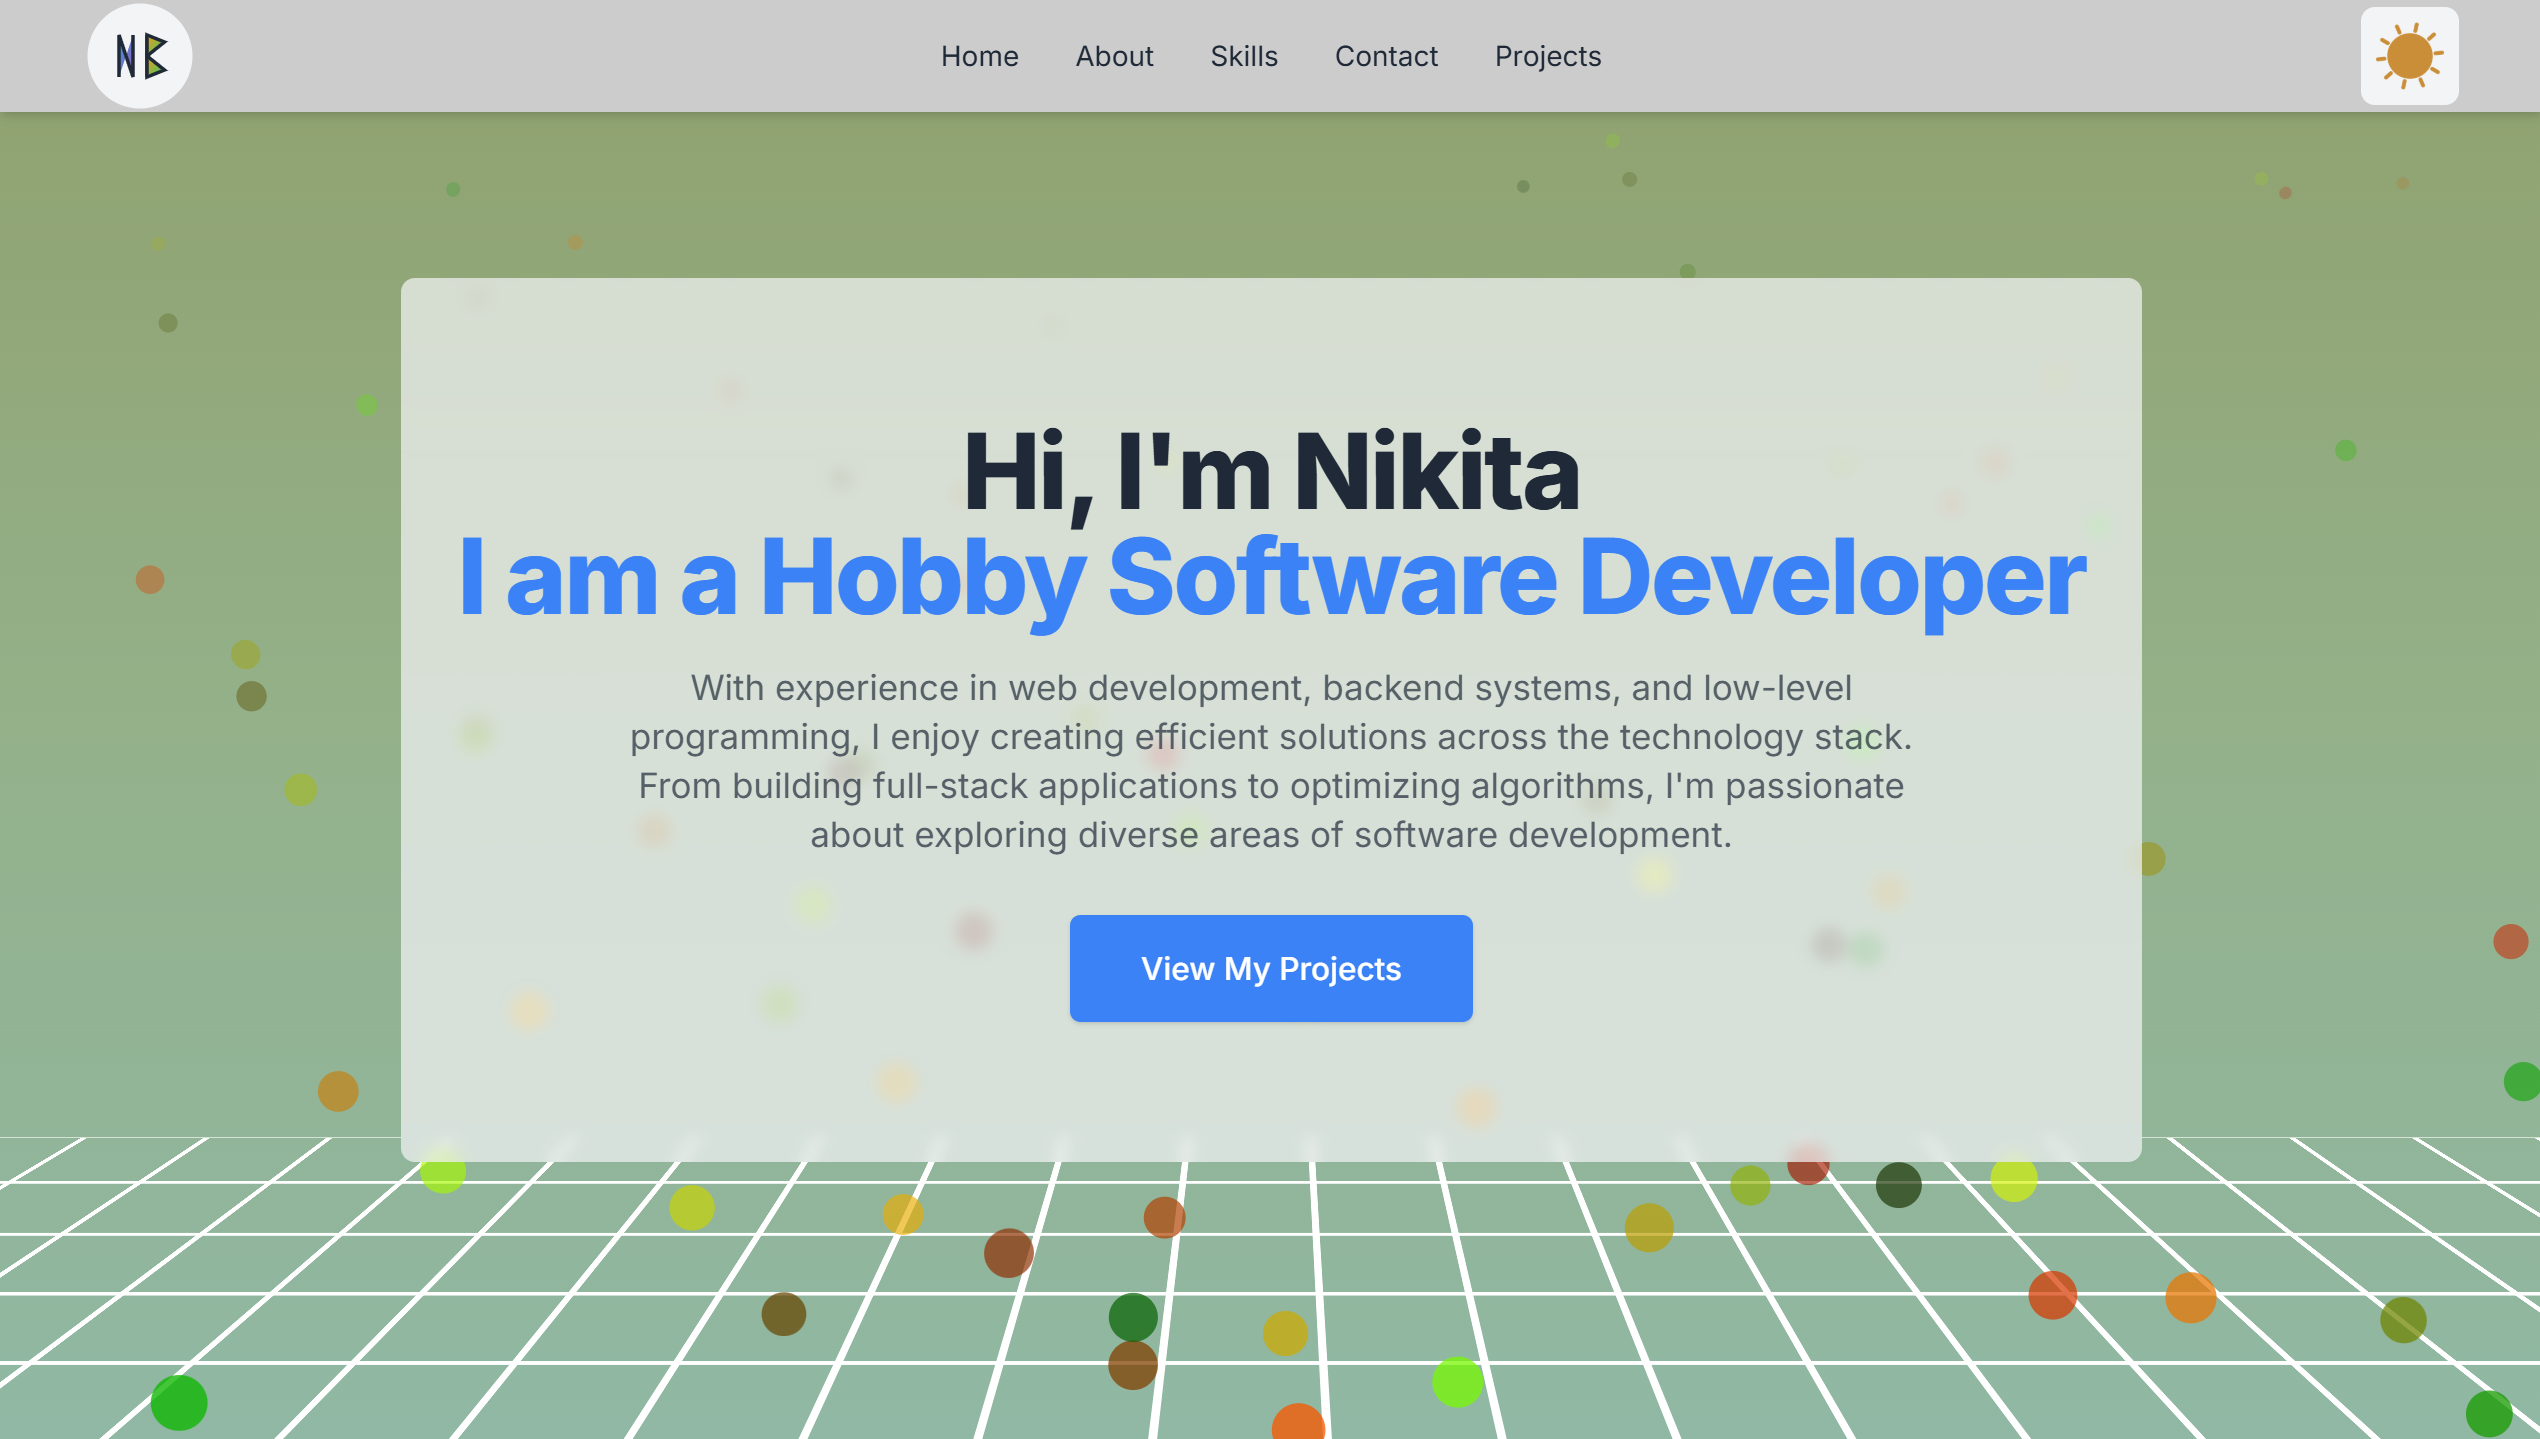 NB
Home About Skills Contact Projects
Hi, I'm Nikita
I am a Hobby Software Developer
With experience in web development, backend systems, and low-level
programming, I enjoy creating efficient solutions across the technology stack.
From building full-stack applications to optimizing algorithms, I'm passionate
about exploring diverse areas of software development.
View My Projects